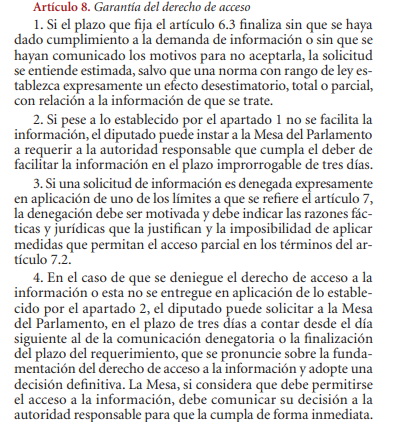 Artículo 8. Garantía del derecho de acceso
1. Si el plazo que fija el artículo 6.3 finaliza sin que se haya
dado cumplimiento a la demanda de información o sin que se
hayan comunicado los motivos para no aceptarla, la solicitud
se entiende estimada, salvo que una norma con rango de ley es-
tablezca expresamente un efecto desestimatorio, total o parcial,
con relación a la información de que se trate.
2. Si pese a lo establecido por el apartado 1 no se facilita la
información, el diputado puede instar a la Mesa del Parlamento
a requerir a la autoridad responsable que cumpla el deber de
facilitar la información en el plazo improrrogable de tres días.
3. Si una solicitud de información es denegada expresamente
en aplicación de uno de los límites a que se refiere el artículo 7,
la denegación debe ser motivada y debe indicar las razones fác-
ticas y jurídicas que la justifican y la imposibilidad de aplicar
medidas que permitan el acceso parcial en los términos del ar-
tículo 7.2.
4. En el caso de que se deniegue el derecho de acceso a la
información o esta no se entregue en aplicación de lo estable-
cido por el apartado 2, el diputado puede solicitar a la Mesa
del Parlamento, en el plazo de tres días a contar desde el día
siguiente al de la comunicación denegatoria o la finalización
del plazo del requerimiento, que se pronuncie sobre la funda-
mentación del derecho de acceso a la información y adopte una
decisión definitiva. La Mesa, si considera que debe permitirse
el acceso a la información, debe comunicar su decisión a la
autoridad responsable para que la cumpla de forma inmediata.